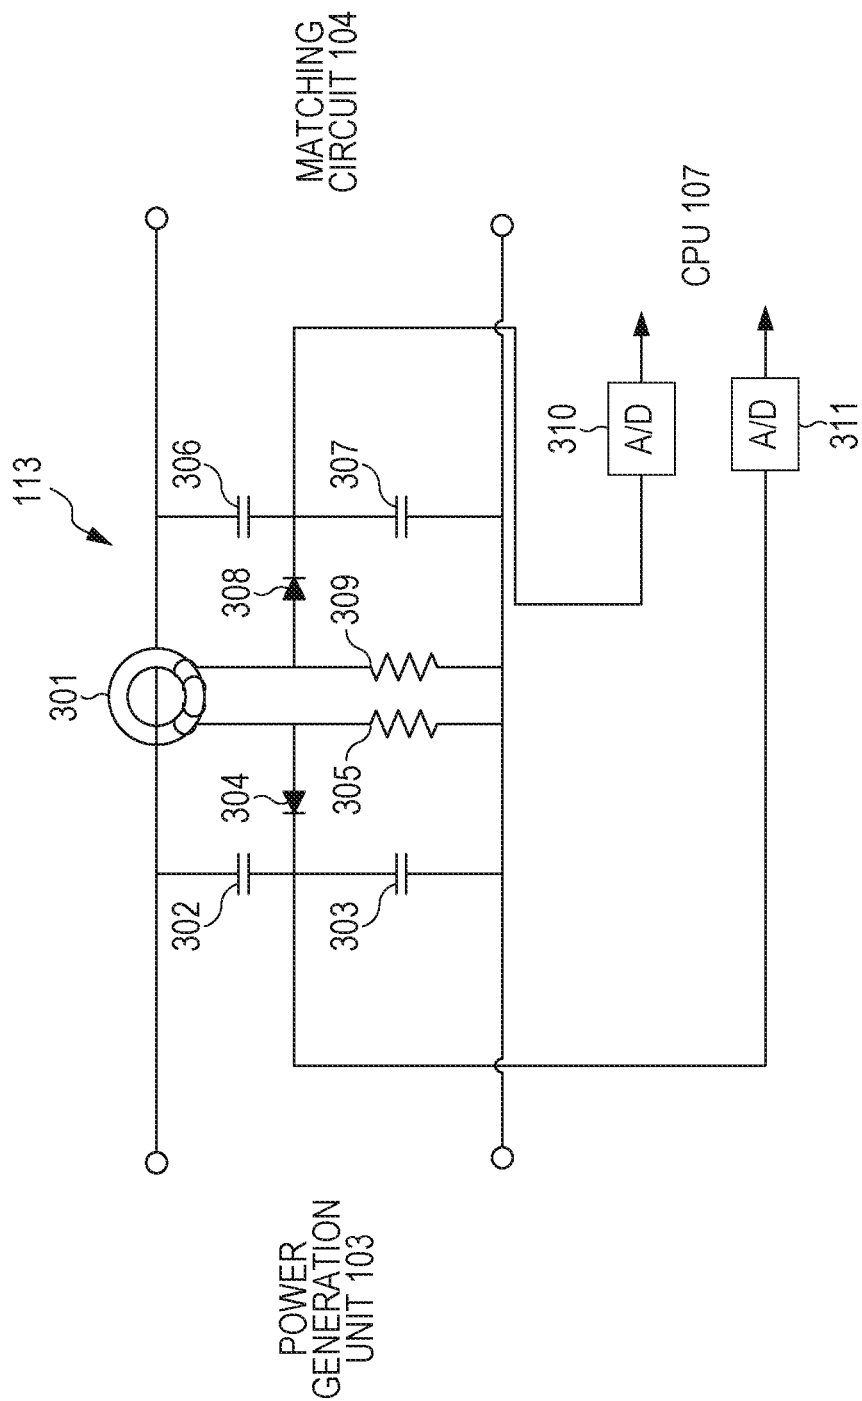 113
301
302
303
304
305
306
307
308
309
310
311
A/D
A/D
POWER
GENERATION
UNIT 103
MATCHING
CIRCUIT 104
CPU 107